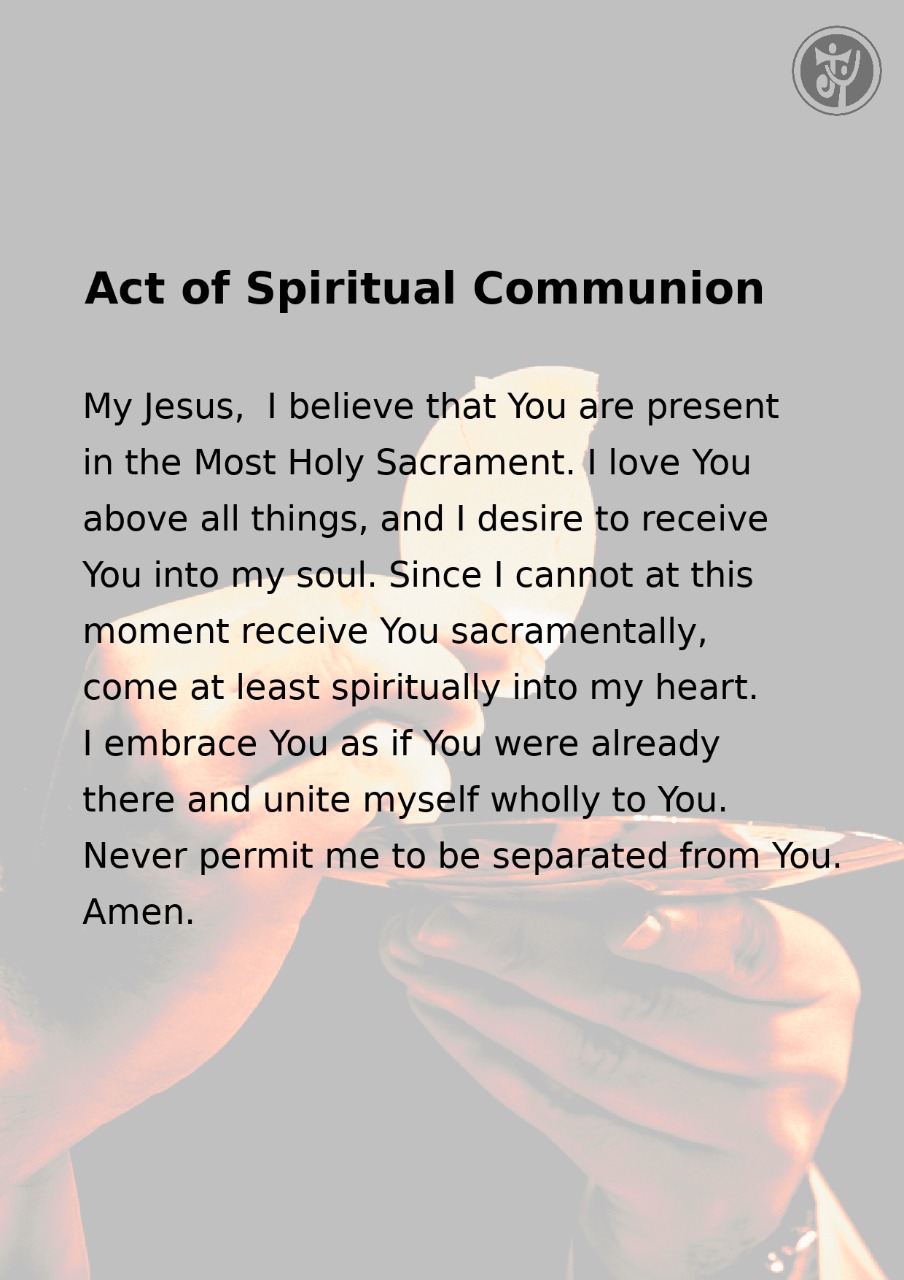 Act of Spiritual Communion
My Jesus,  I believe that You are present
in the Most Holy Sacrament. I love You
above all things, and I desire to receive
You into my soul. Since I cannot at this
moment receive You sacramentally,
come at least spiritually into my heart.
I embrace You as if You were already
there and unite myself wholly to You.
Never permit me to be separated from You.
Amen.